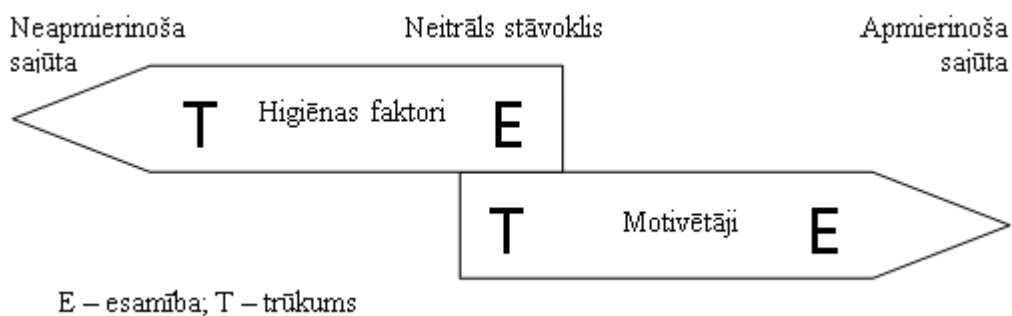 Neapmierinoša sajūta
Neitrāls stāvoklis
Apmierinoša sajūta
T Higiēnas faktori E
T Motivētāji E
E – esamība; T – trūkums